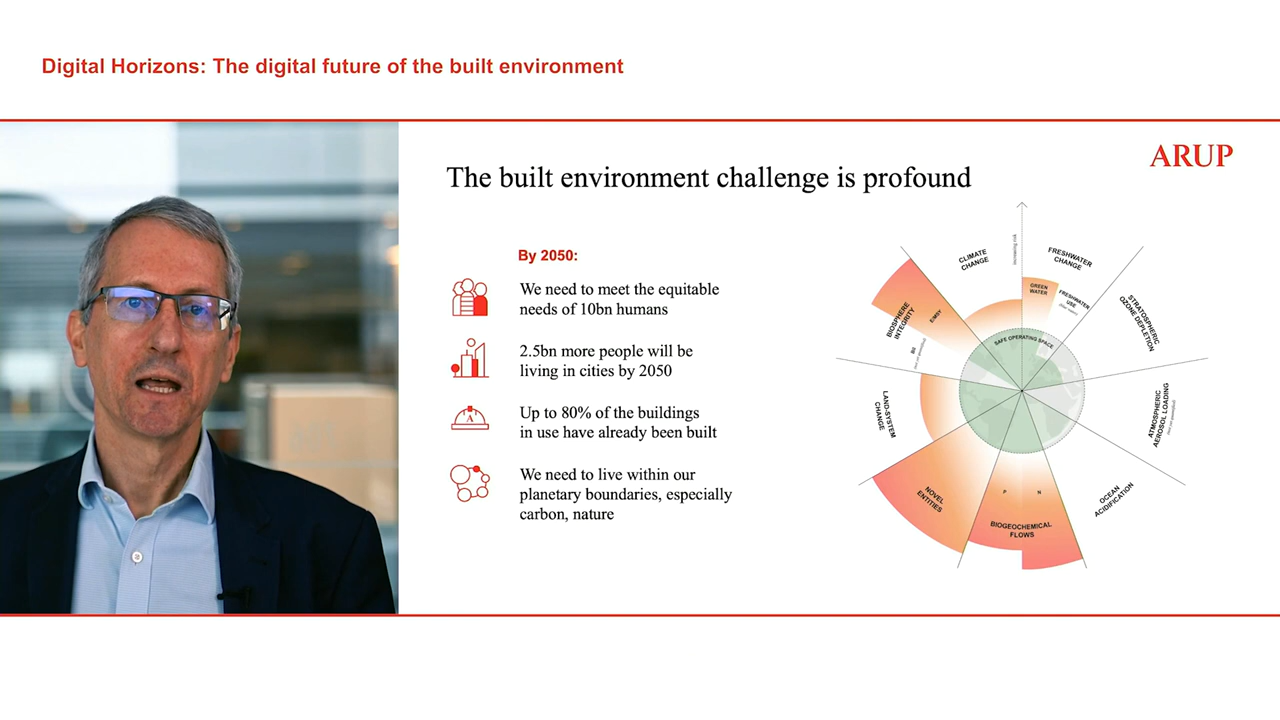 Digital Horizons: The digital future of the built environment
ARUP
The built environment challenge is profound
By 2050:
We need to meet the equitable
needs of 10bn humans
2.5bn more people will be
living in cities by 2050
Up to 80% of the buildings
in use have already been built
We need to live within our
planetary boundaries, especially
carbon, nature
A
increasing risk
CLIMATE
CHANGE
FRESHWATER
CHANGE
GREEN
WATER
FRESHWATER
USE
STRATOSPHERIC
OZONE DEPLETION
BIOSPHERE
INTEGRITY
E/MSY
BII
SAFE OPERATING SPACE
ATMOSPHERIC
AEROSOL LOADING
LAND-SYSTEM
CHANGE
OCEAN
ACIDIFICATION
NOVEL
ENTITIES
P
N
BIOGEOCHEMICAL
FLOWS